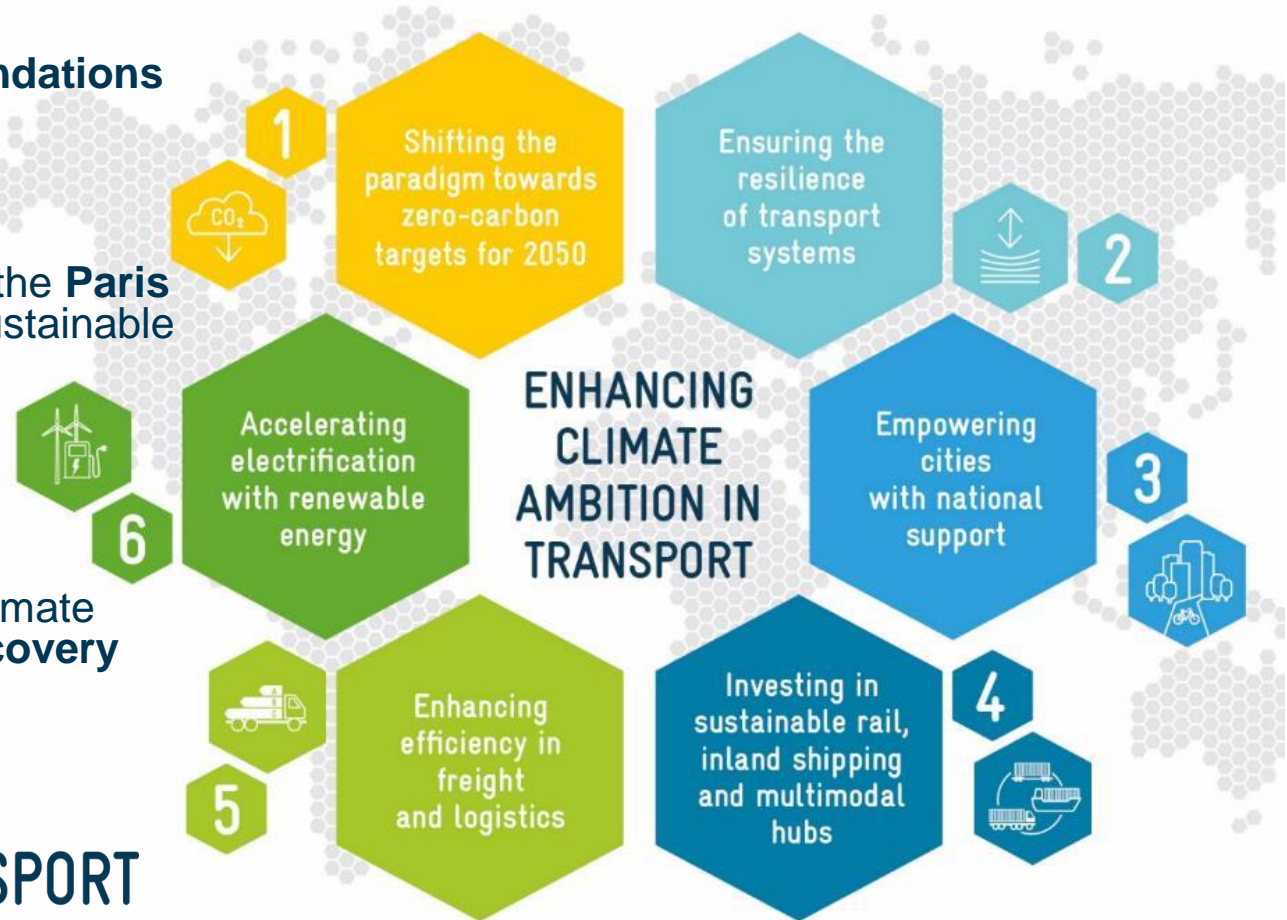 ndations
the Paris
ustainable
mate
covery
SPORT
1
CO₂
Shifting the
paradigm towards
zero-carbon
targets for 2050
Ensuring the
resilience
of transport
systems
2
ENHANCING
CLIMATE
AMBITION IN
TRANSPORT
Empowering
cities
with national
support
3
Investing in
sustainable rail,
inland shipping
and multimodal
hubs
4
Enhancing
efficiency in
freight
and logistics
5
Accelerating
electrification
with renewable
energy
6